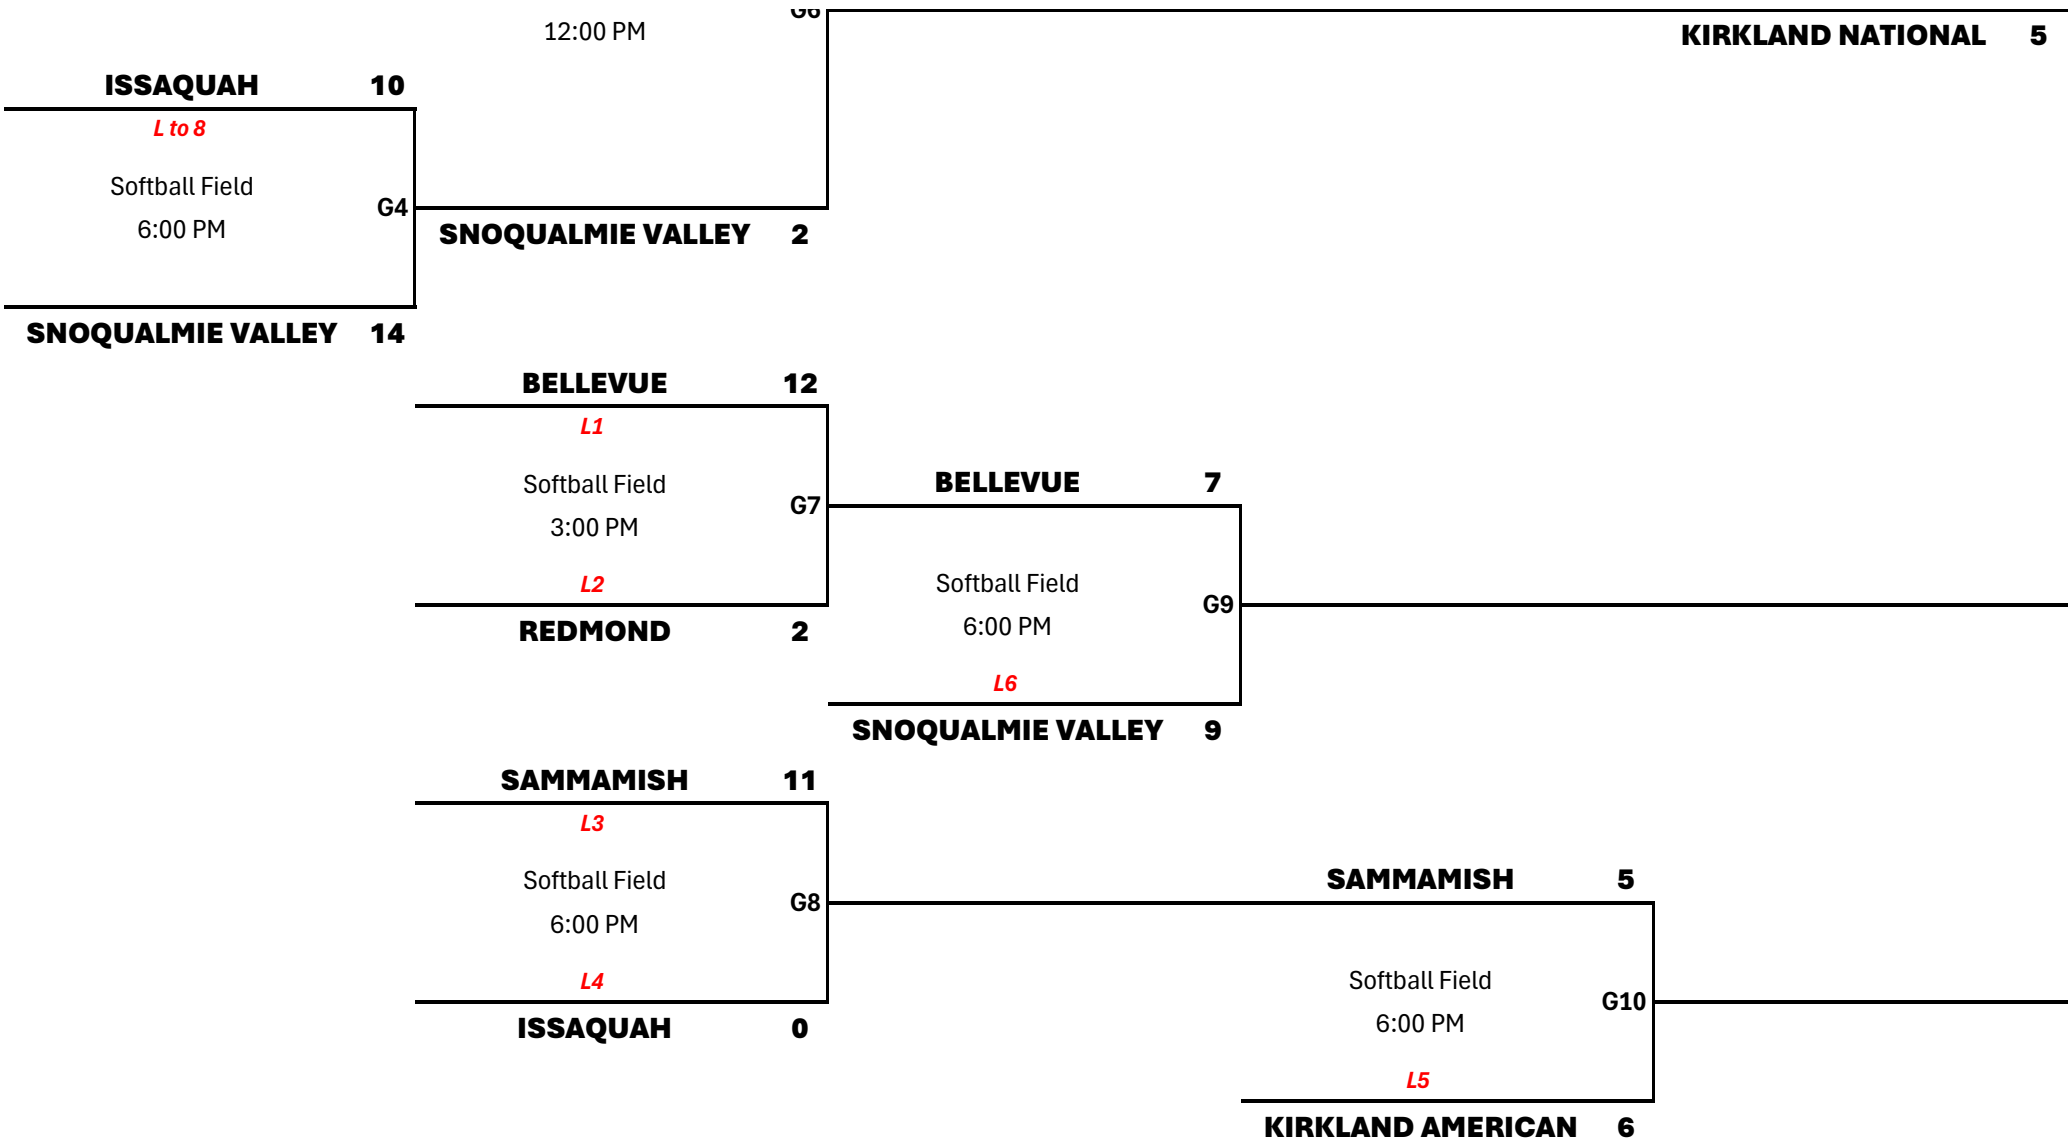 G6
12:00 PM
KIRKLAND NATIONAL 5
ISSAQUAH 10
L to 8
Softball Field
G4
6:00 PM
SNOQUALMIE VALLEY 2
SNOQUALMIE VALLEY 14
BELLEVUE 12
L1
Softball Field
G7
3:00 PM
L2
REDMOND 2
BELLEVUE 7
Softball Field
G9
6:00 PM
L6
SNOQUALMIE VALLEY 9
SAMMAMISH 11
L3
Softball Field
G8
6:00 PM
L4
ISSAQUAH 0
SAMMAMISH 5
Softball Field
G10
6:00 PM
L5
KIRKLAND AMERICAN 6